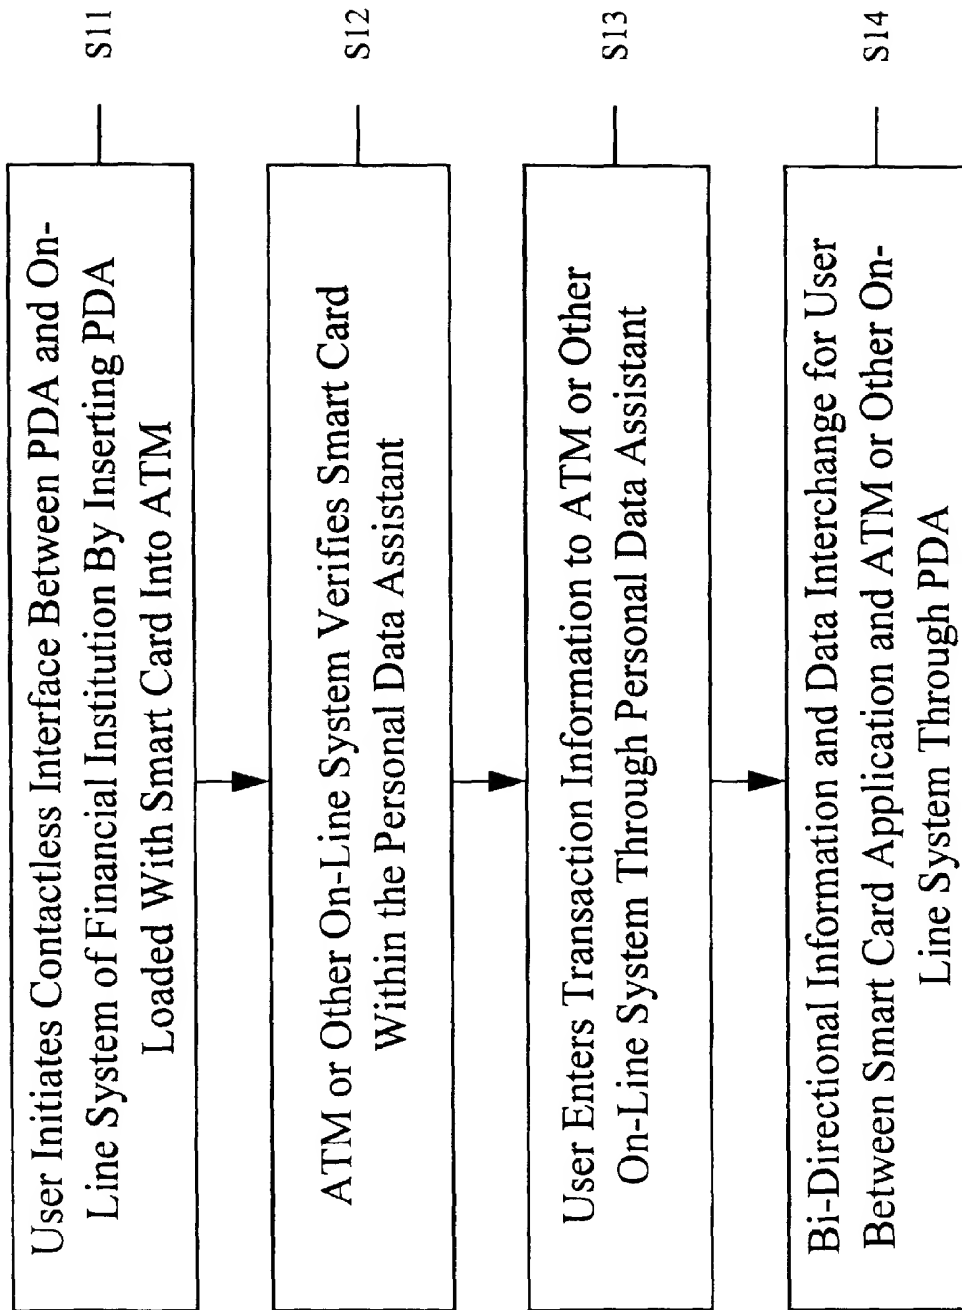 User Initiates Contactless Interface Between PDA and On-
Line System of Financial Institution By Inserting PDA
Loaded With Smart Card Into ATM
S11
ATM or Other On-Line System Verifies Smart Card
Within the Personal Data Assistant
S12
User Enters Transaction Information to ATM or Other
On-Line System Through Personal Data Assistant
S13
Bi-Directional Information and Data Interchange for User
Between Smart Card Application and ATM or Other On-
Line System Through PDA
S14